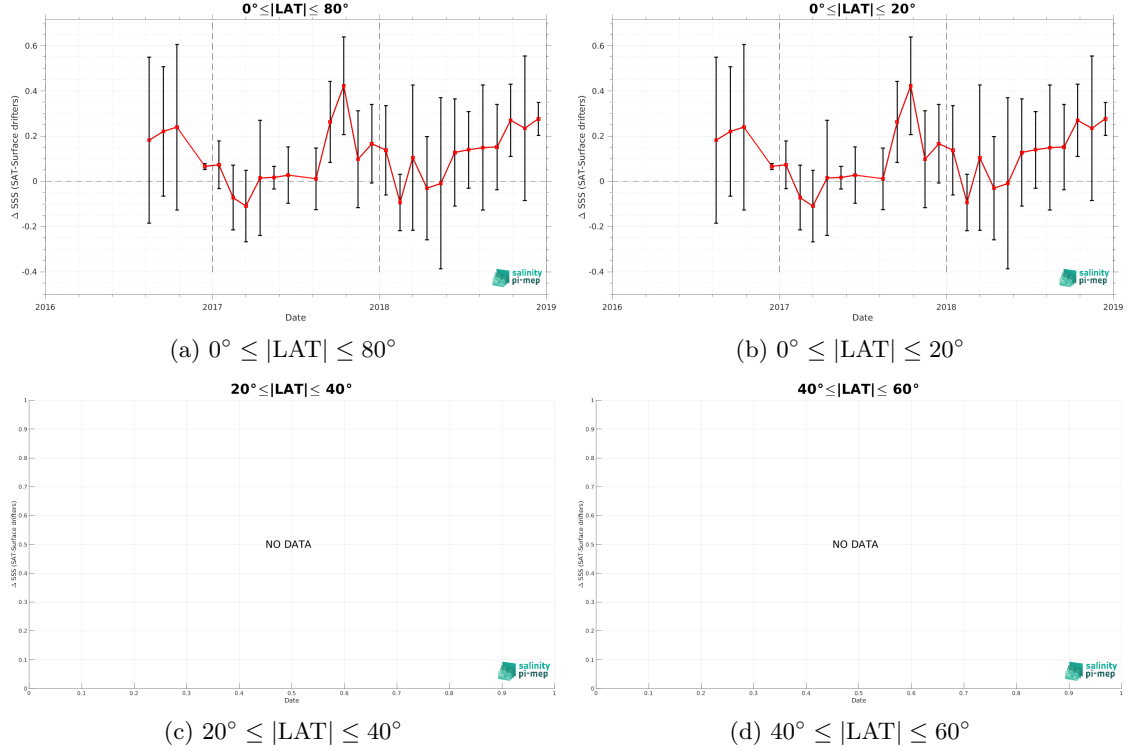 0°≤|LAT|≤ 80°
Δ SSS (SAT-Surface drifters)
0.6
0.4
0.2
0
-0.2
-0.4
2016
2017
2018
2019
Date
salinity
pi-mep
(a) 0° ≤ |LAT| ≤ 80°
0°≤|LAT|≤ 20°
Δ SSS (SAT-Surface drifters)
0.6
0.4
0.2
0
-0.2
-0.4
2016
2017
2018
2019
Date
salinity
pi-mep
(b) 0° ≤ |LAT| ≤ 20°
20°≤|LAT|≤ 40°
Δ SSS (SAT-Surface drifters)
1
0.9
0.8
0.7
0.6
0.5
0.4
0.3
0.2
0.1
0
NO DATA
0
0.1
0.2
0.3
0.4
0.5
0.6
0.7
0.8
0.9
1
Date
salinity
pi-mep
(c) 20° ≤ |LAT| ≤ 40°
40°≤|LAT|≤ 60°
Δ SSS (SAT-Surface drifters)
1
0.9
0.8
0.7
0.6
0.5
0.4
0.3
0.2
0.1
0
NO DATA
0
0.1
0.2
0.3
0.4
0.5
0.6
0.7
0.8
0.9
1
Date
salinity
pi-mep
(d) 40° ≤ |LAT| ≤ 60°